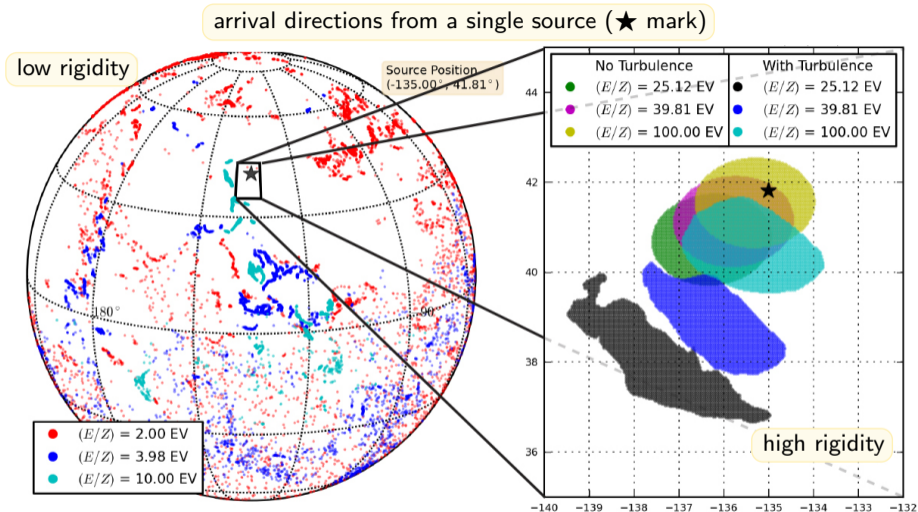 arrival directions from a single source (★ mark)
low rigidity
Source Position
(-135.00°, 41.81°)
180°
90
(E/Z) = 2.00 EV
(E/Z) = 3.98 EV
(E/Z) = 10.00 EV
No Turbulence
(E/Z) = 25.12 EV
(E/Z) = 39.81 EV
(E/Z) = 100.00 EV
With Turbulence
(E/Z) = 25.12 EV
(E/Z) = 39.81 EV
(E/Z) = 100.00 EV
44
42
40
38
36
high rigidity
−140 −139 −138 −137 −136 −135 −134 −133 −132